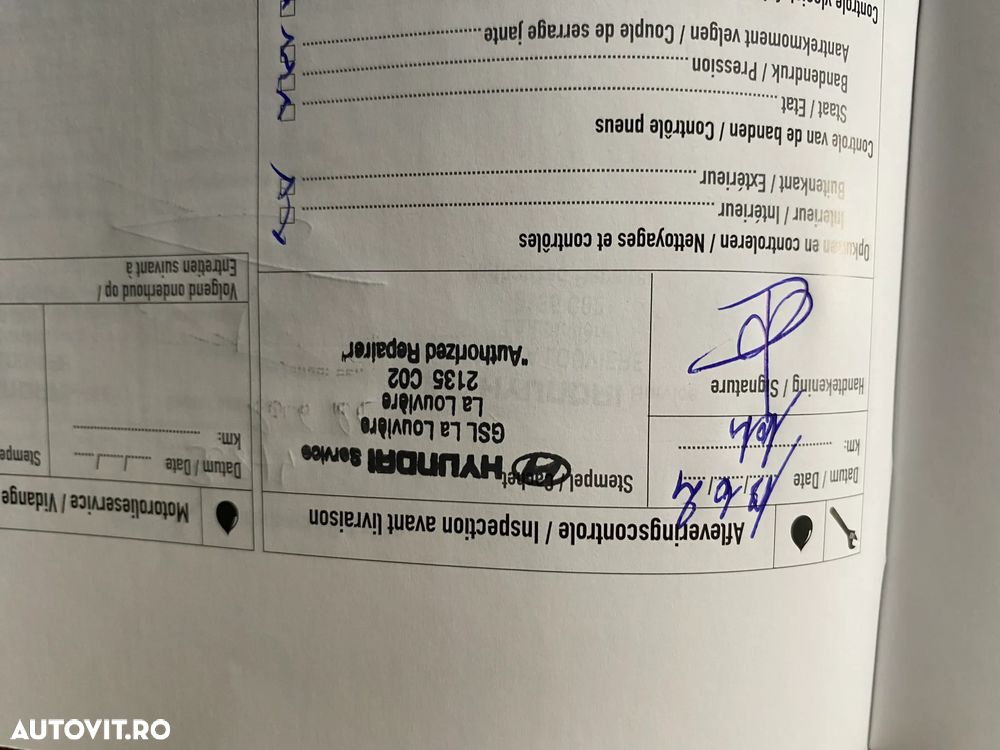 Afleveringscontrole / Inspection avant livraison
Datum / Date
km:
Handtekening / Signature
Stempel / Cachet
HYUNDAI Service
GSL La Louvière
La Louvière
2135 C02
"Authorized Repairer"
Opkuisen en controleren / Nettoyages et contrôles
Interieur / Intérieur
Buitenkant / Extérieur
Controle van de banden / Contrôle pneus
Staat / Etat
Bandendruk / Pression
Aantrekmoment velgen / Couple de serrage jante
Controle
Motorolieservice / Vidange
Datum / Date
km:
Stempe
Volgend onderhoud op /
Entretien suivant à
AUTOVIT.RO